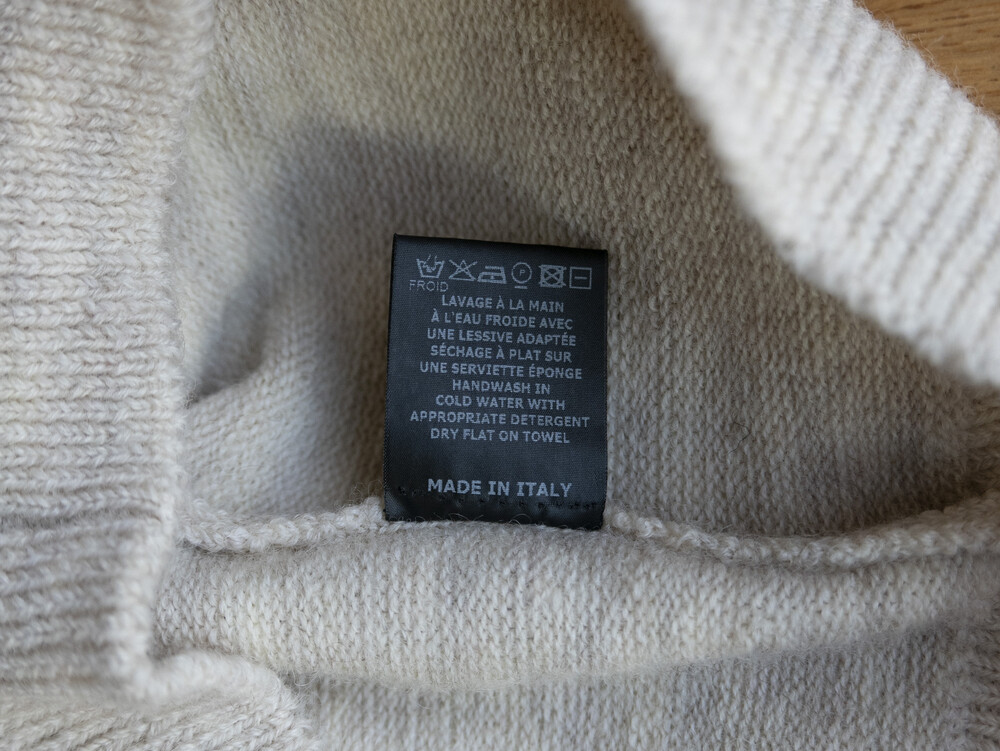 P
FROID
LAVAGE À LA MAIN
À L'EAU FROIDE AVEC
UNE LESSIVE ADAPTÉE
SÉCHAGE À PLAT SUR
UNE SERVIETTE ÉPONGE
HANDWASH IN
COLD WATER WITH
APPROPRIATE DETERGENT
DRY FLAT ON TOWEL
MADE IN ITALY